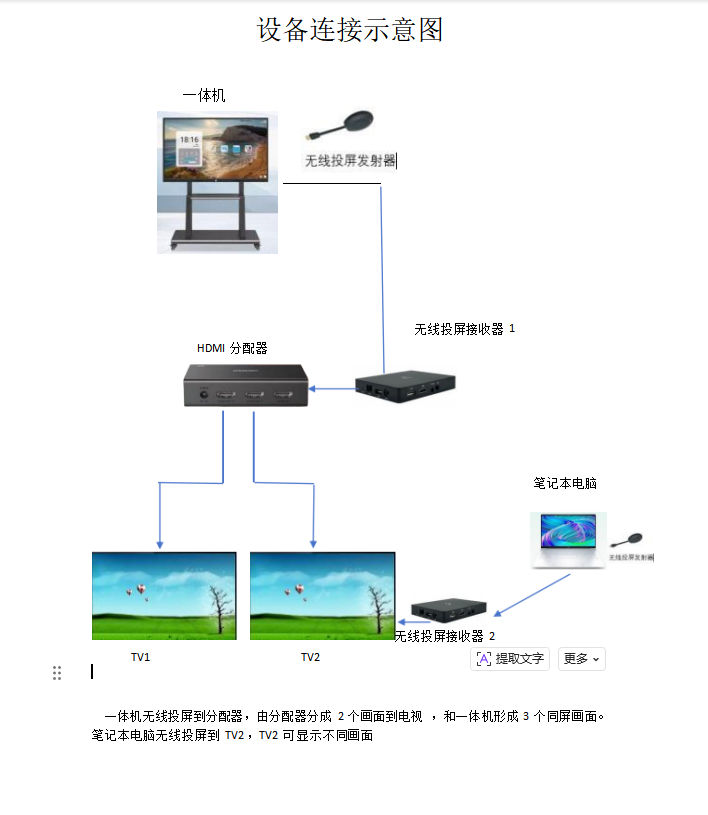 设备连接示意图
一体机
18:16
无线投屏发射器
无线投屏接收器 1
HDMI 分配器
笔记本电脑
无线投屏发射器
无线投屏接收器 2
TV1
TV2
提取文字
更多
一体机无线投屏到分配器，由分配器分成 2 个画面到电视 ，和一体机形成 3 个同屏画面。
笔记本电脑无线投屏到 TV2，TV2 可显示不同画面